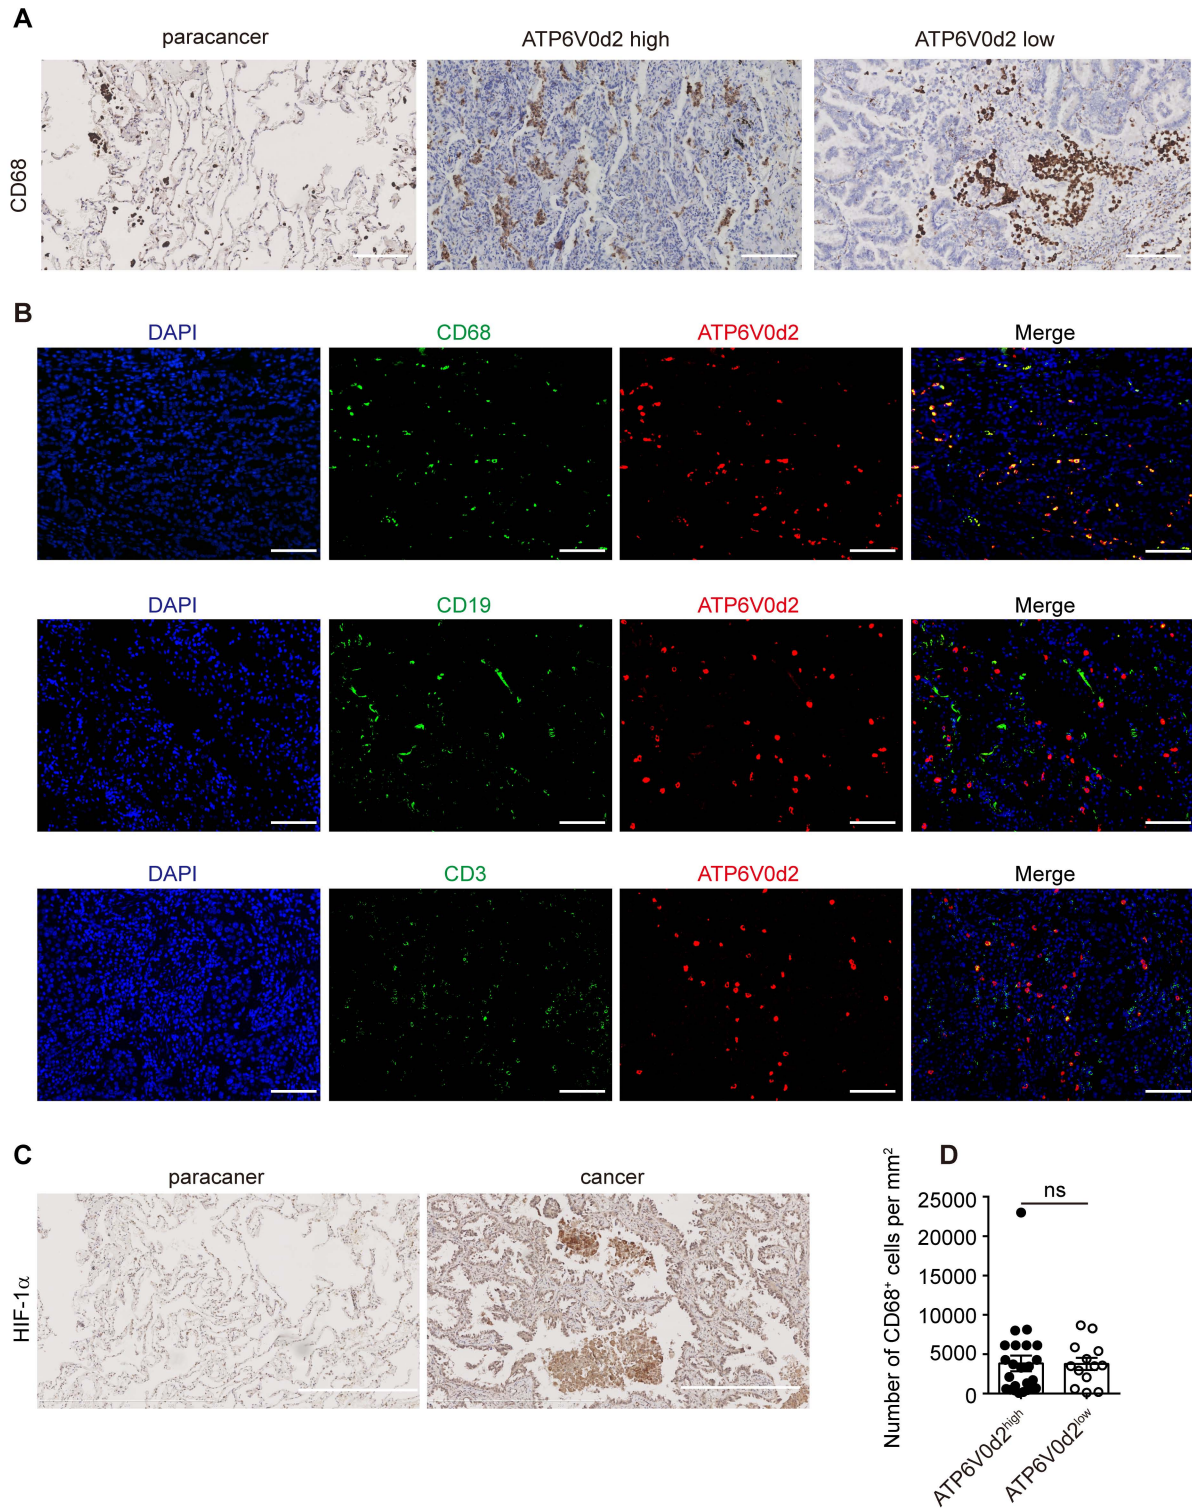 A
paracancer
ATP6V0d2 high
ATP6V0d2 low
CD68
B
DAPI
CD68
ATP6V0d2
Merge
DAPI
CD19
ATP6V0d2
Merge
DAPI
CD3
ATP6V0d2
Merge
C
paracaner
cancer
HIF-1α
D
Number of CD68⁺ cells per mm²
25000
20000
15000
10000
5000
0
ns
ATP6V0d2ʰⁱᵍʰ
ATP6V0d2ˡᵒʷ